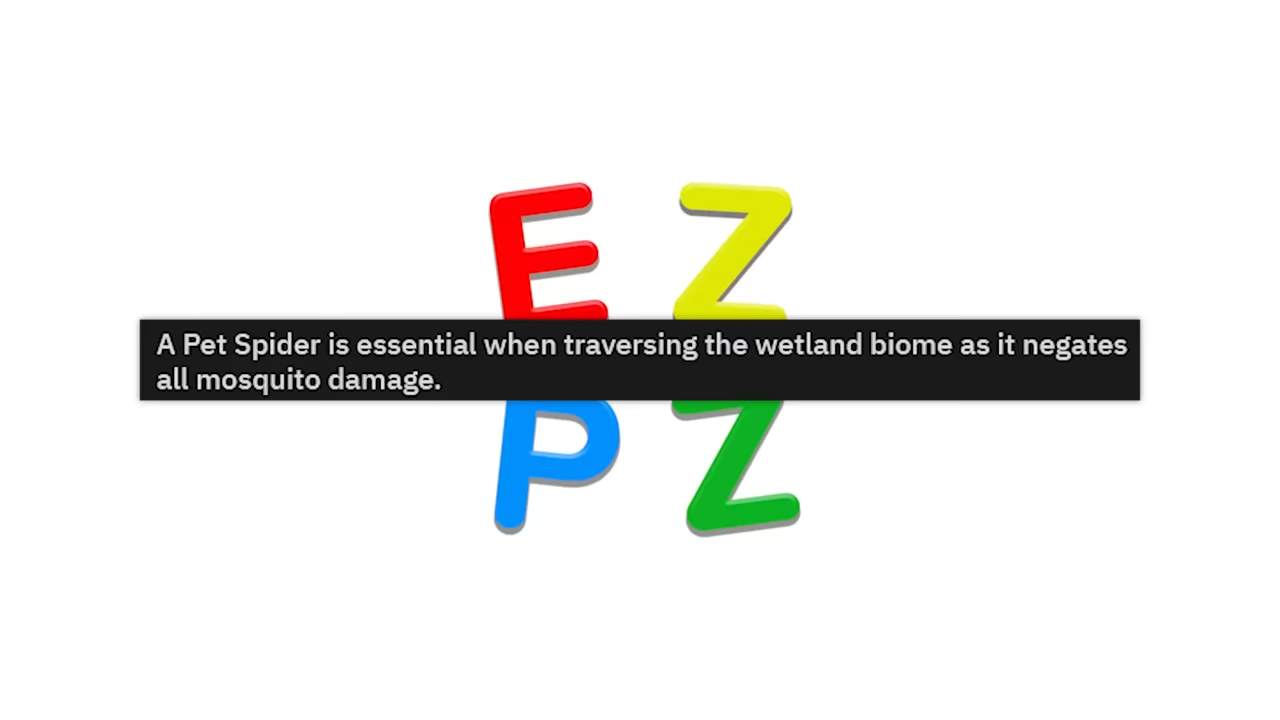 E Z
A Pet Spider is essential when traversing the wetland biome as it negates
all mosquito damage.
P Z